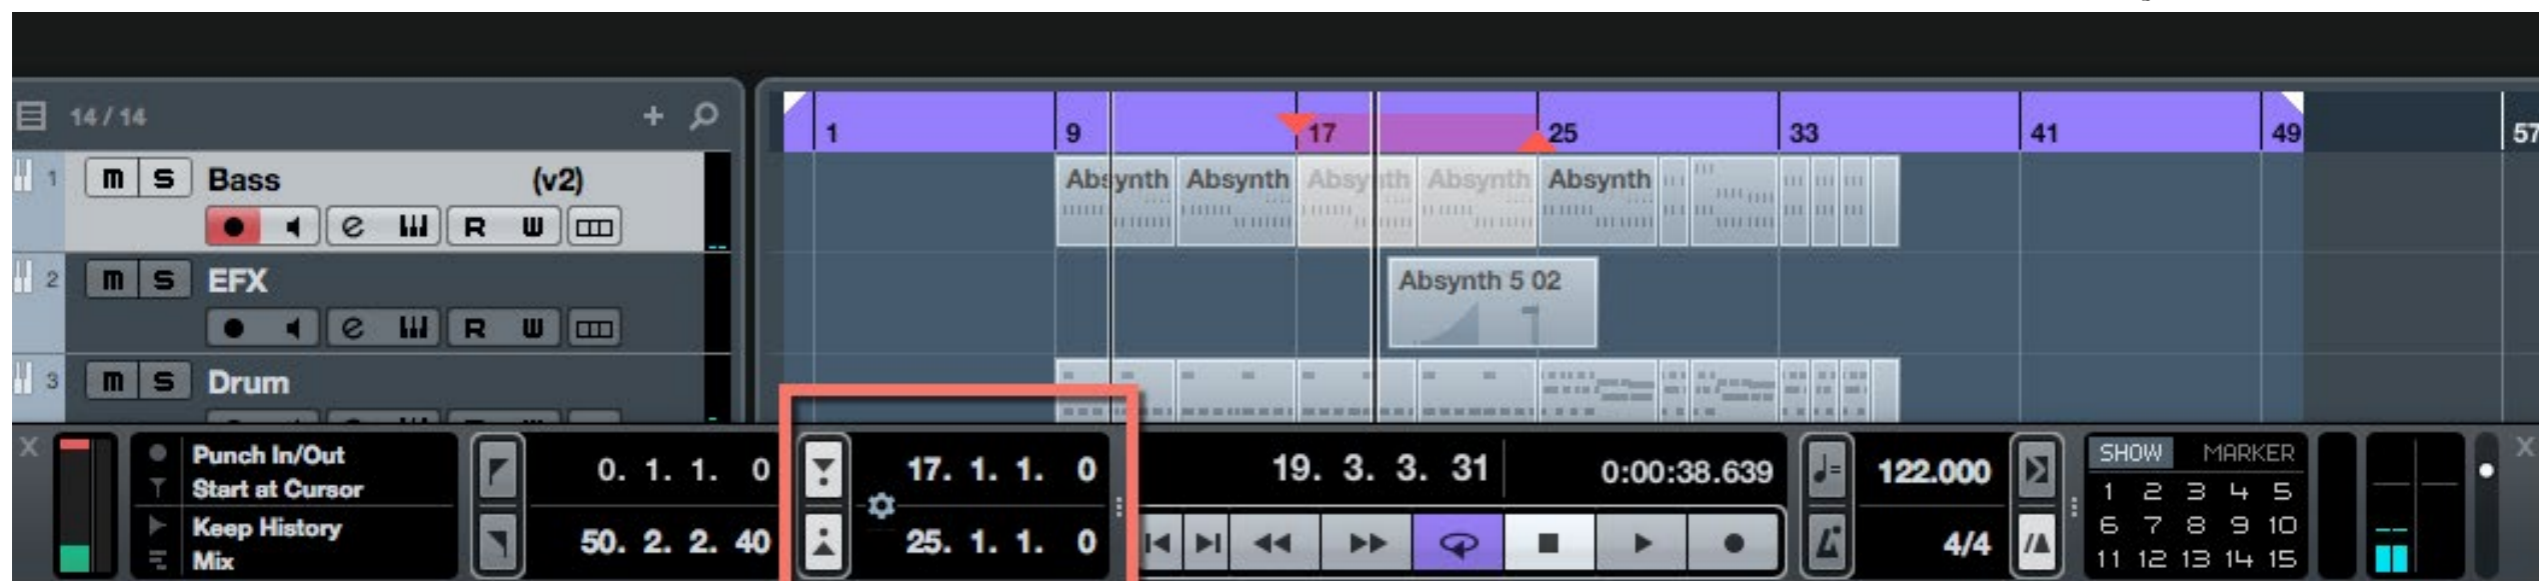 14 / 14 +
1 9 17 25 33 41 49 57
1 m S Bass (v2)
Absynth Absynth Absynth Absynth Absynth
e R W
2 m S EFX
Absynth 5 02
e R W
3 m S Drum
X Punch In/Out 0. 1. 1. 0 17. 1. 1. 0 19. 3. 3. 31 0:00:38.639 122.000 SHOW MARKER X
Start at Cursor 1 2 3 4 5
Keep History 50. 2. 2. 40 25. 1. 1. 0 4/4 6 7 8 9 10
Mix 11 12 13 14 15